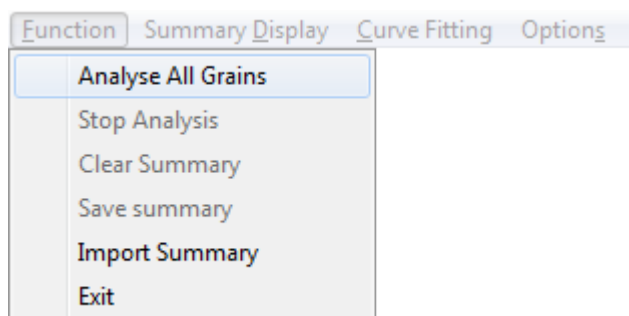 Function Summary Display Curve Fitting Options
Analyse All Grains
Stop Analysis
Clear Summary
Save summary
Import Summary
Exit